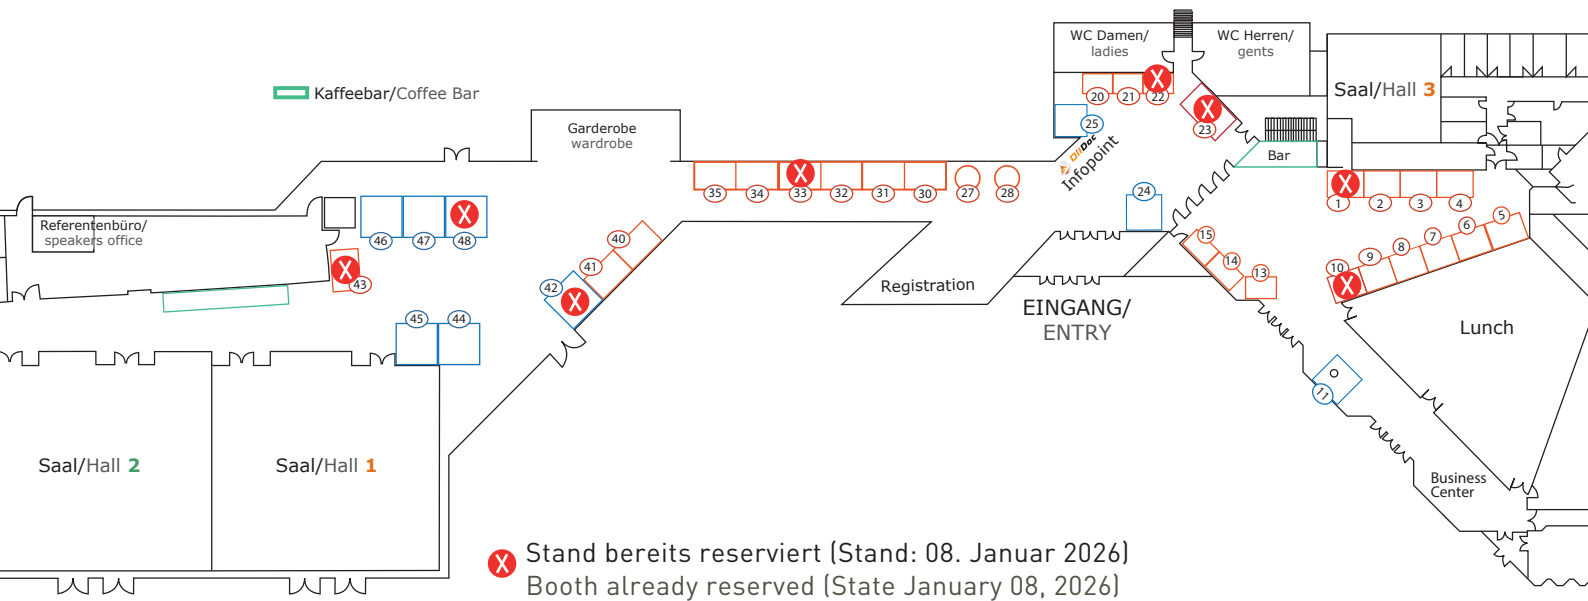 WC Damen/
ladies
WC Herren/
gents
Kaffeebar/Coffee Bar
Saal/Hall 3
20
21
22
23
25
Garderobe
wardrobe
OliDoc
Infopoint
Bar
35
34
33
32
31
30
27
28
24
1
2
3
4
Referentenbüro/
speakers office
46
47
48
43
40
41
42
15
14
13
5
6
7
8
9
10
Registration
EINGANG/
ENTRY
45
44
Lunch
11
Saal/Hall 2
Saal/Hall 1
Business
Center
X Stand bereits reserviert (Stand: 08. Januar 2026)
Booth already reserved (State January 08, 2026)